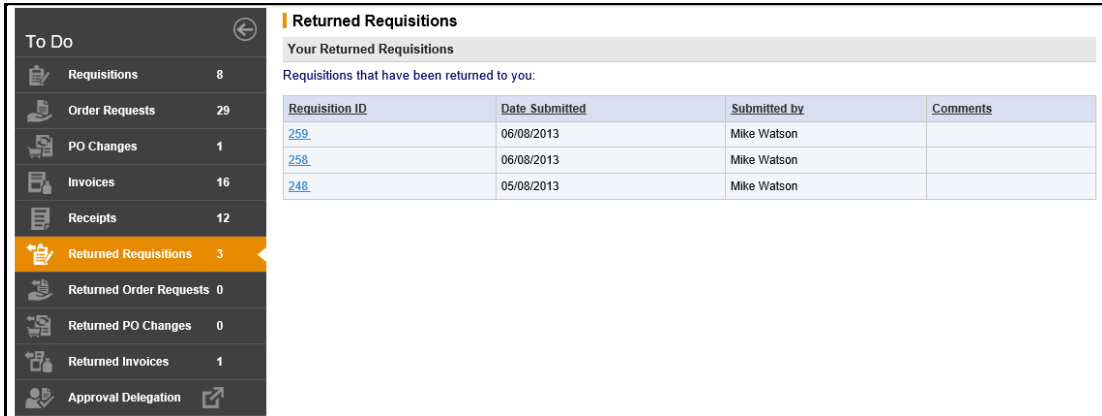 To Do
Requisitions 8
Order Requests 29
PO Changes 1
Invoices 16
Receipts 12
Returned Requisitions 3
Returned Order Requests 0
Returned PO Changes 0
Returned Invoices 1
Approval Delegation
Returned Requisitions
Your Returned Requisitions
Requisitions that have been returned to you:
Requisition ID Date Submitted Submitted by Comments
259 06/08/2013 Mike Watson
258 06/08/2013 Mike Watson
248 05/08/2013 Mike Watson